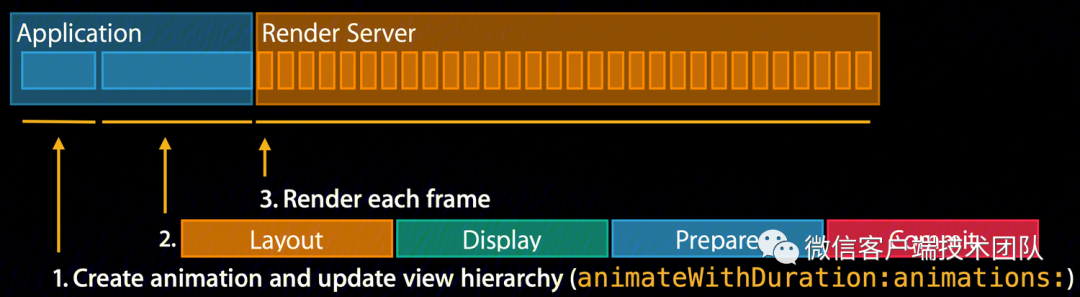 Application
Render Server
3. Render each frame
2.
Layout
Display
Prepare
Commit
微信客户端技术团队
1. Create animation and update view hierarchy (animateWithDuration:animations:)